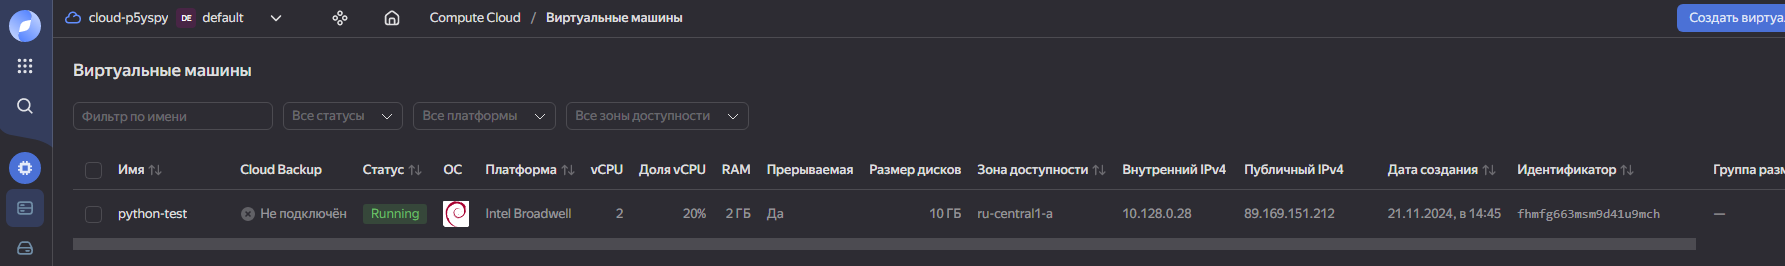 cloud-p5yspy DE default Compute Cloud / Виртуальные машины Создать виртуа
Виртуальные машины
Фильтр по имени Все статусы Все платформы Все зоны доступности
Имя Cloud Backup Статус ОС Платформа vCPU Доля vCPU RAM Прерываемая Размер дисков Зона доступности Внутренний IPv4 Публичный IPv4 Дата создания Идентификатор Группа разм
python-test Не подключён Running Intel Broadwell 2 20% 2 ГБ Да 10 ГБ ru-central1-a 10.128.0.28 89.169.151.212 21.11.2024, в 14:45 fhmfg663msm9d41u9mch —